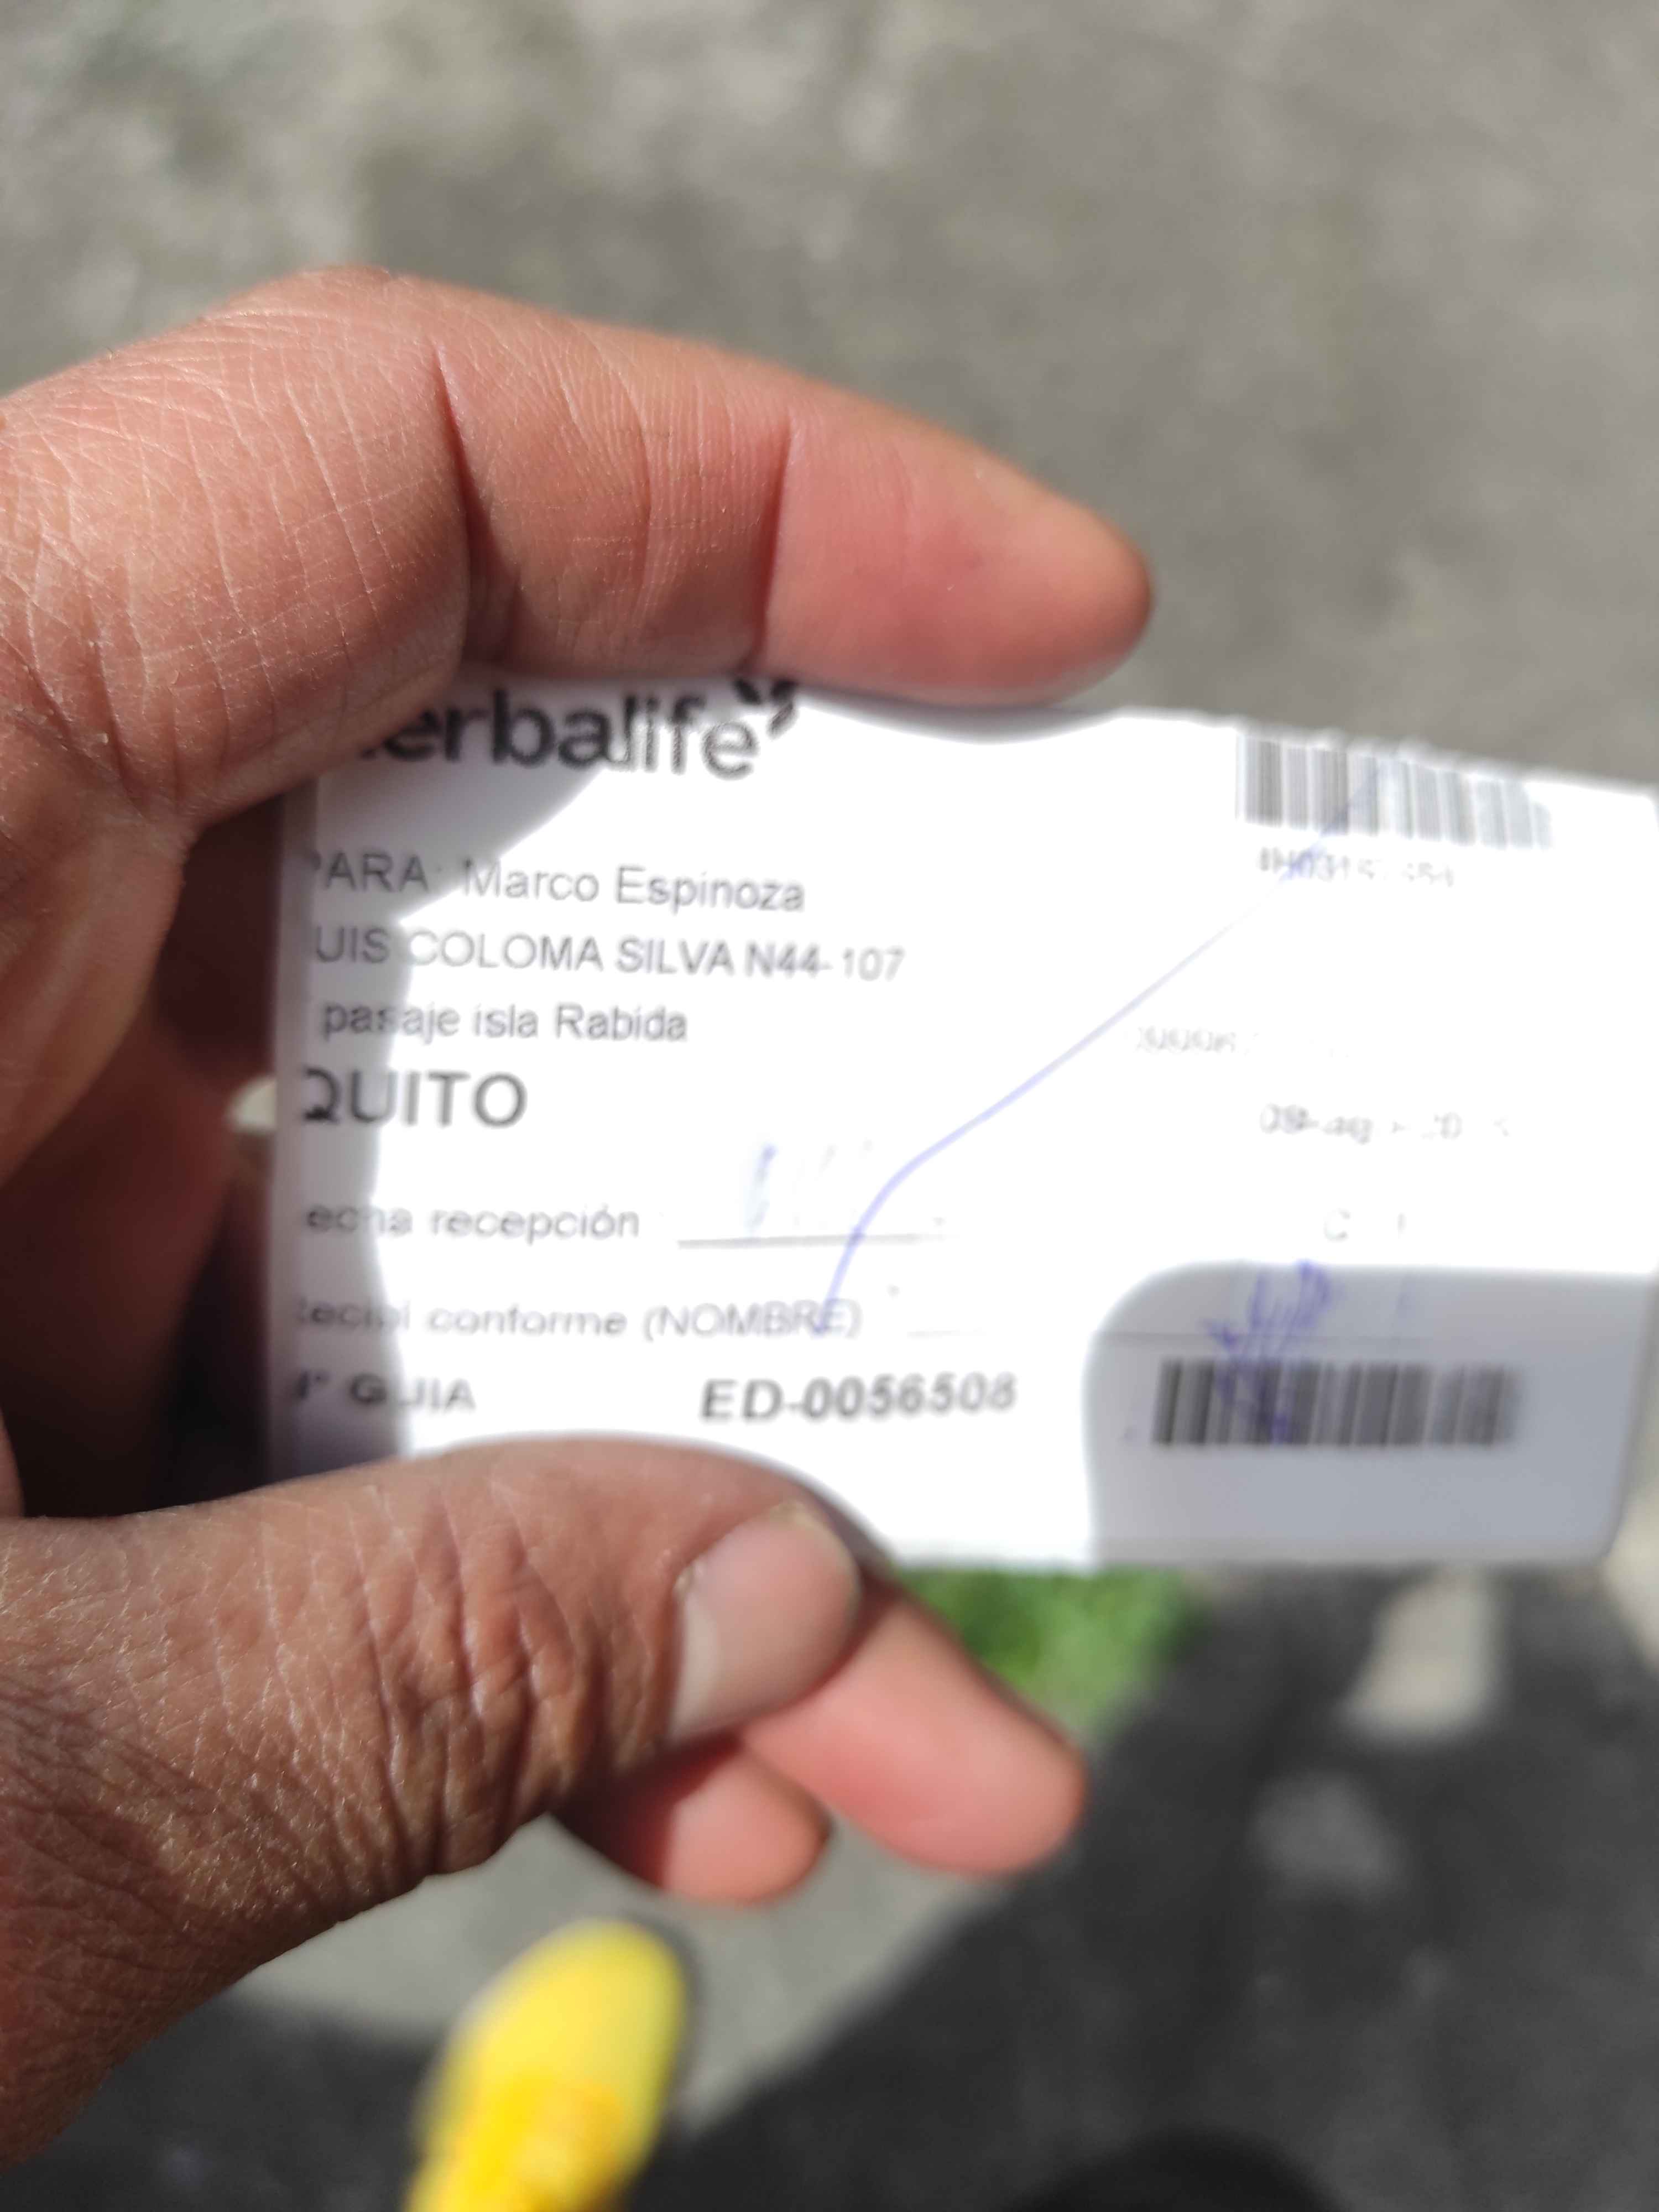 erbalife
PARA: Marco Espinoza
UIS COLOMA SILVA N44-107
pasaje isla Rabida
QUITO
echa recepción
Recibi conforme (NOMBRE)
N° GUIA ED-0056508